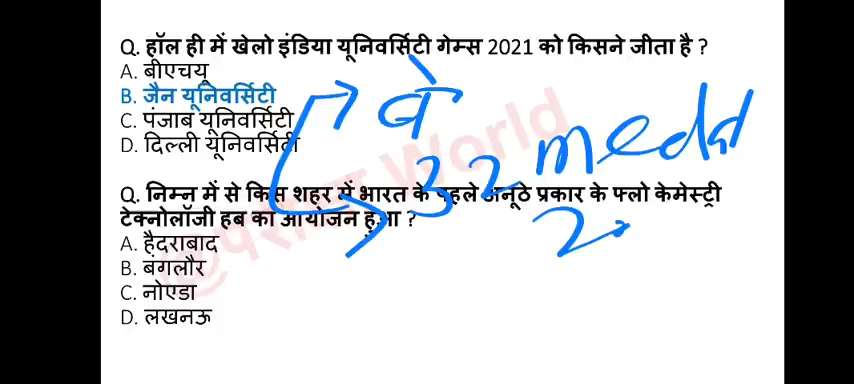 Q. हॉल ही में खेलो इंडिया यूनिवर्सिटी गेम्स 2021 को किसने जीता है ?
A. बीएचयू
B. जैन यूनिवर्सिटी
C. पंजाब यूनिवर्सिटी
D. दिल्ली यूनिवर्सिटी
बे
32 medal
Q. निम्न में से किस शहर में भारत के पहले अनूठे प्रकार के फ्लो केमेस्ट्री
टेक्नोलॉजी हब का आयोजन हुआ ?
A. हैदराबाद
B. बंगलौर
C. नोएडा
D. लखनऊ
World